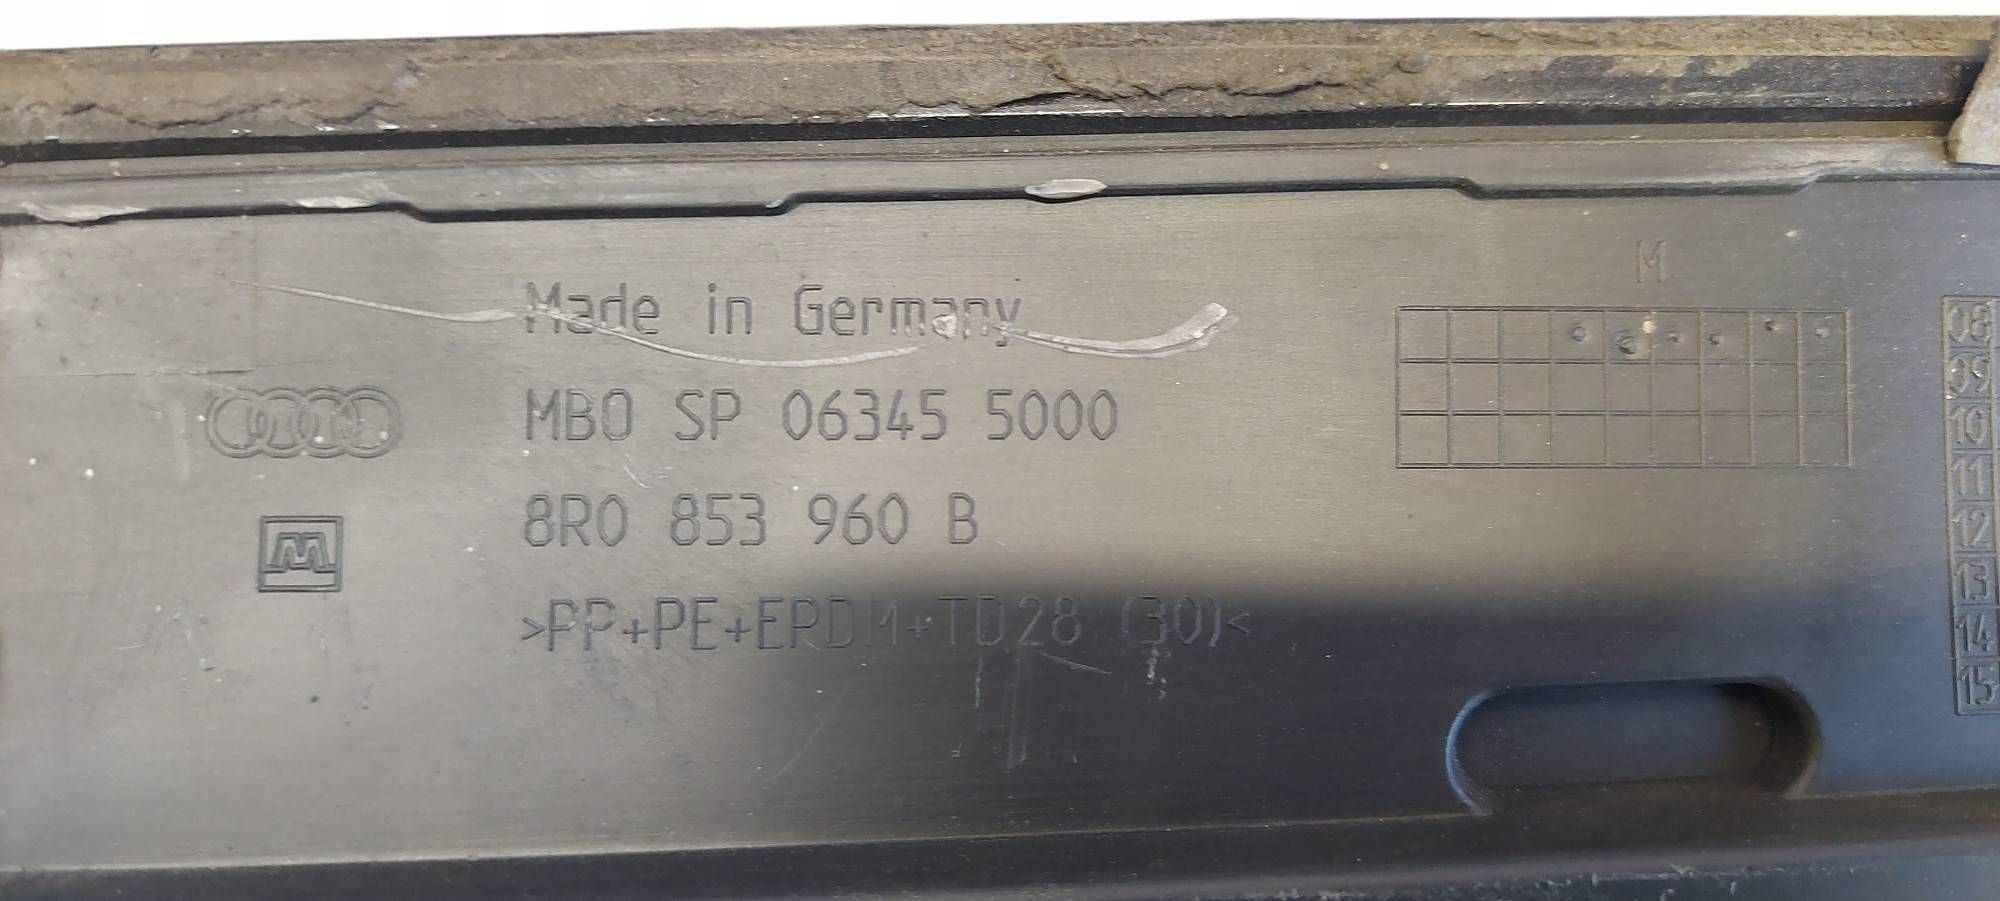 Made in Germany
MBO SP 06345 5000
8R0 853 960 B
>PP+PE+EPDM+TD28 (30)<
M
M
08
09
10
11
12
13
14
15